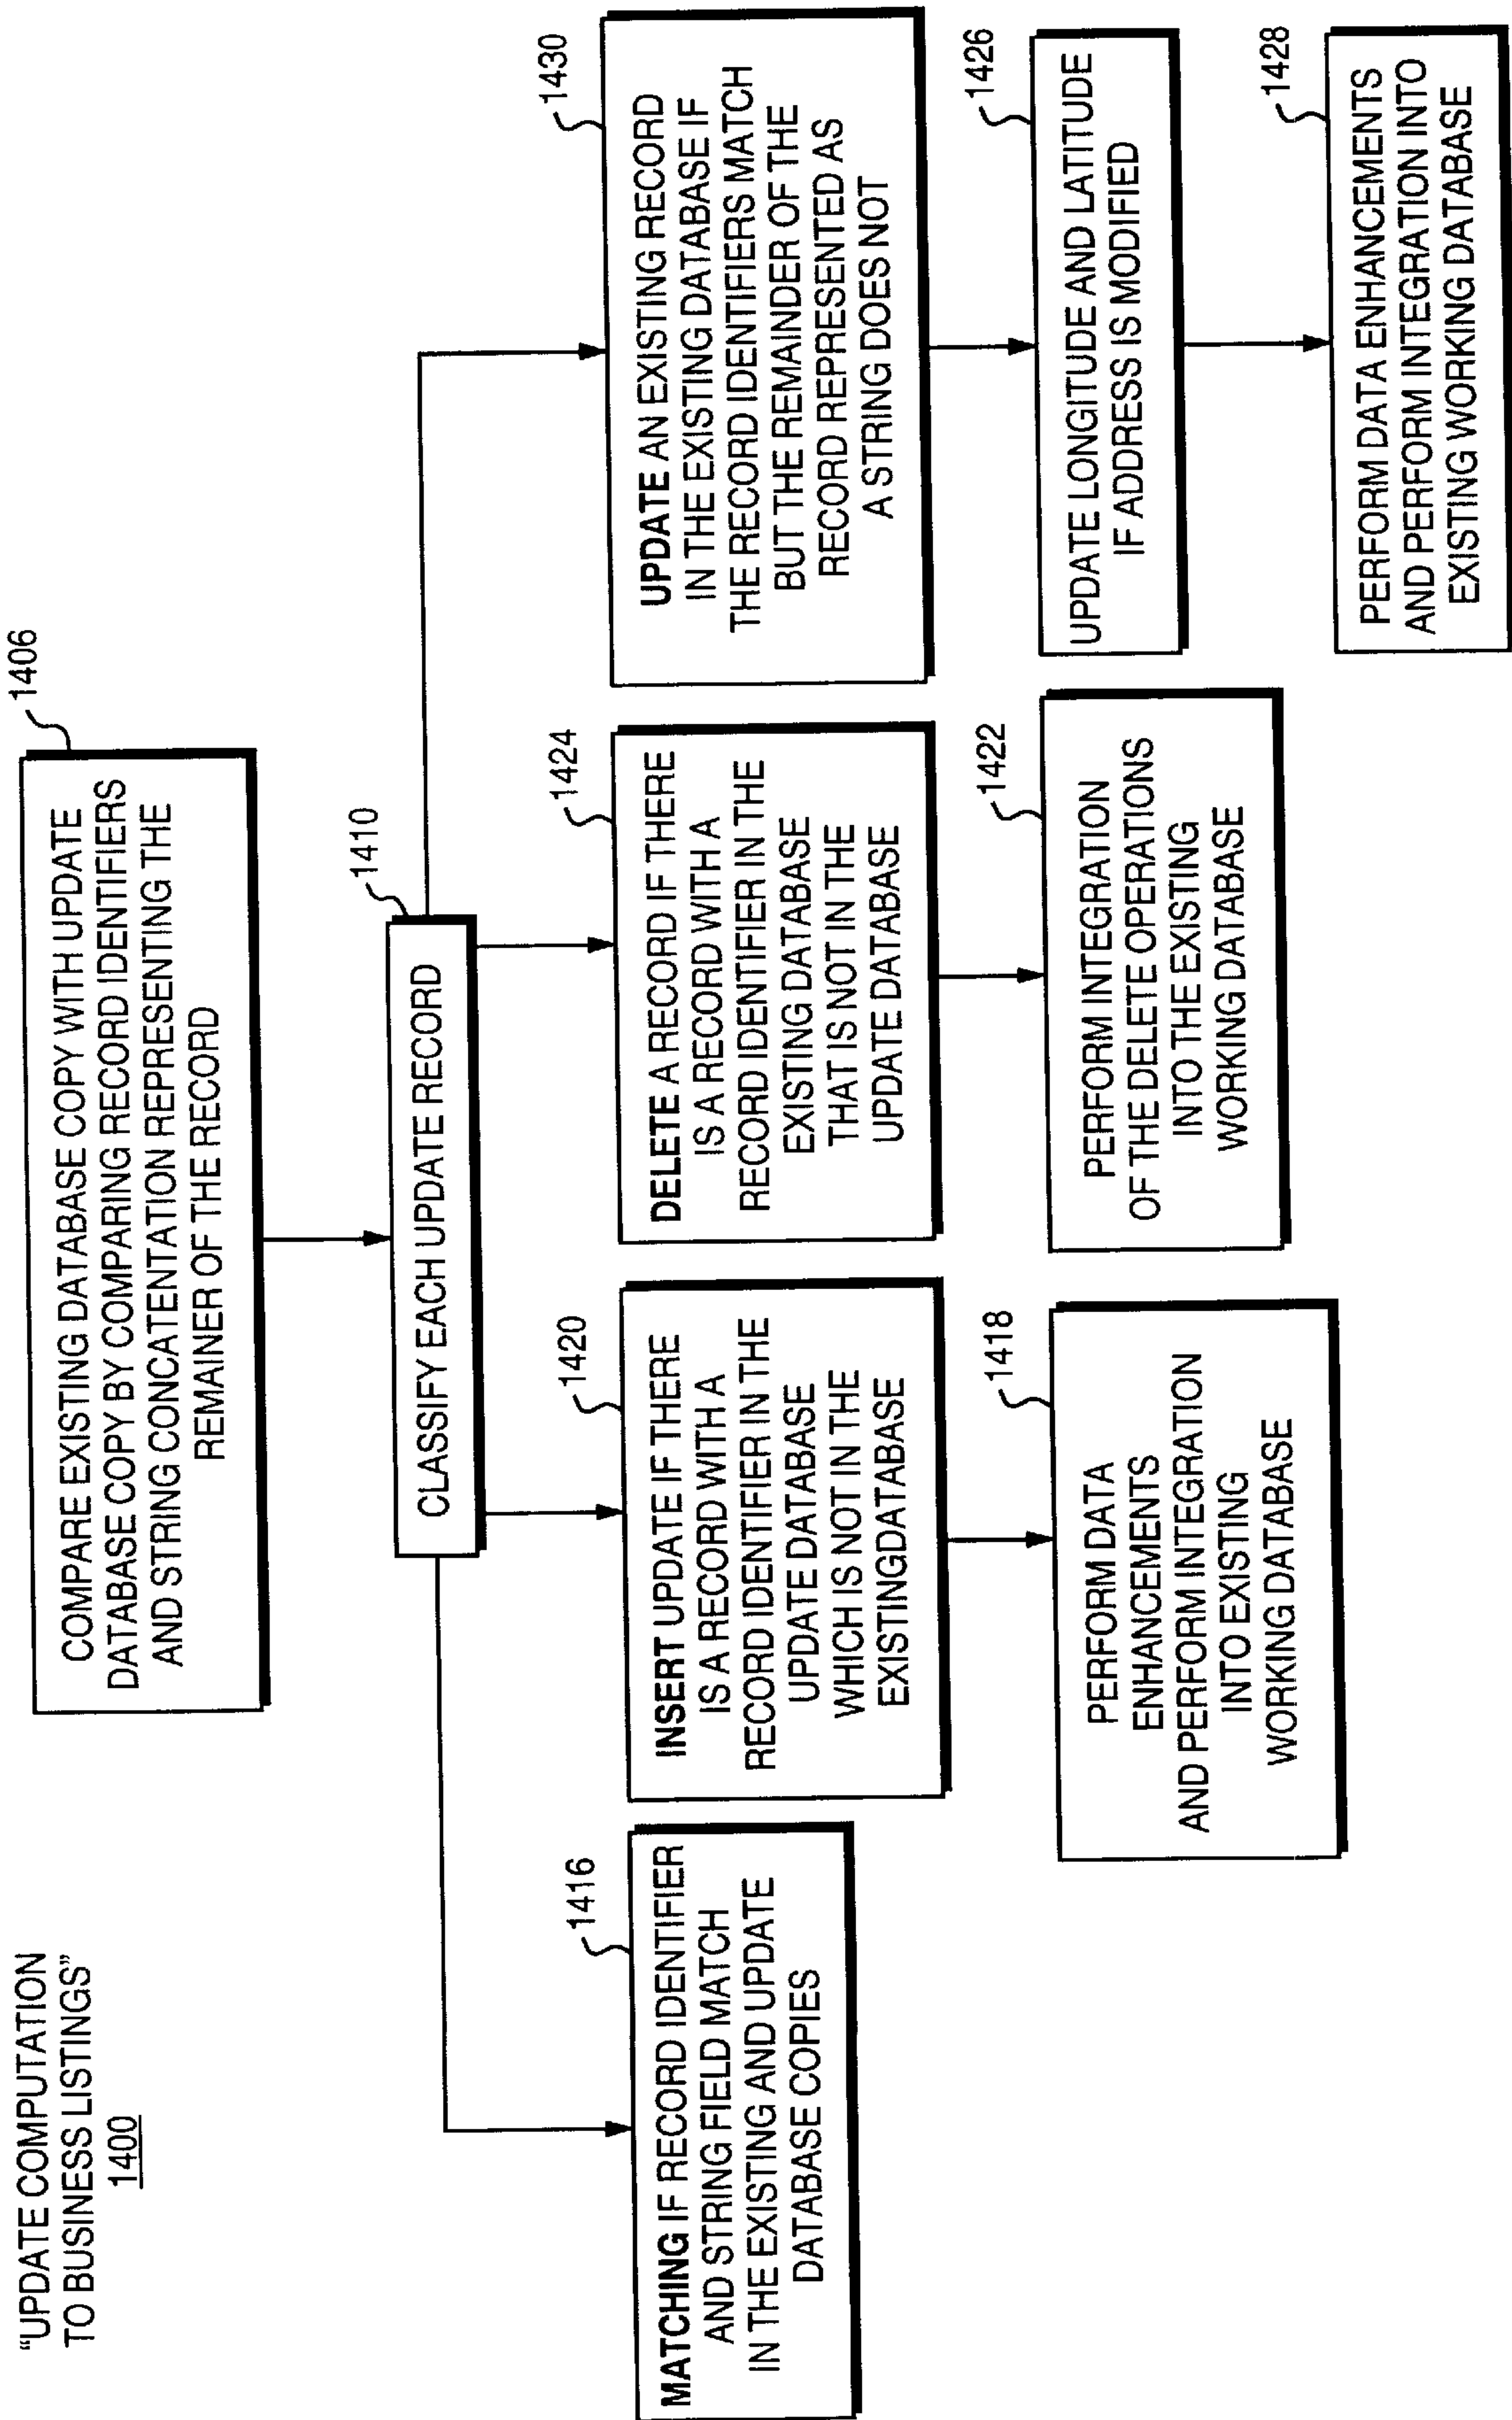 "UPDATE COMPUTATION
TO BUSINESS LISTINGS"
1400
1406
COMPARE EXISTING DATABASE COPY WITH UPDATE
DATABASE COPY BY COMPARING RECORD IDENTIFIERS
AND STRING CONCATENTATION REPRESENTING THE
REMAINER OF THE RECORD
1410
CLASSIFY EACH UPDATE RECORD
1416
MATCHING IF RECORD IDENTIFIER
AND STRING FIELD MATCH
IN THE EXISTING AND UPDATE
DATABASE COPIES
1420
INSERT UPDATE IF THERE
IS A RECORD WITH A
RECORD IDENTIFIER IN THE
UPDATE DATABASE
WHICH IS NOT IN THE
EXISTINGDATABASE
1418
PERFORM DATA
ENHANCEMENTS
AND PERFORM INTEGRATION
INTO EXISTING
WORKING DATABASE
1424
DELETE A RECORD IF THERE
IS A RECORD WITH A
RECORD IDENTIFIER IN THE
EXISTING DATABASE
THAT IS NOT IN THE
UPDATE DATABASE
1422
PERFORM INTEGRATION
OF THE DELETE OPERATIONS
INTO THE EXISTING
WORKING DATABASE
1430
UPDATE AN EXISTING RECORD
IN THE EXISTING DATABASE IF
THE RECORD IDENTIFIERS MATCH
BUT THE REMAINDER OF THE
RECORD REPRESENTED AS
A STRING DOES NOT
1426
UPDATE LONGITUDE AND LATITUDE
IF ADDRESS IS MODIFIED
1428
PERFORM DATA ENHANCEMENTS
AND PERFORM INTEGRATION INTO
EXISTING WORKING DATABASE